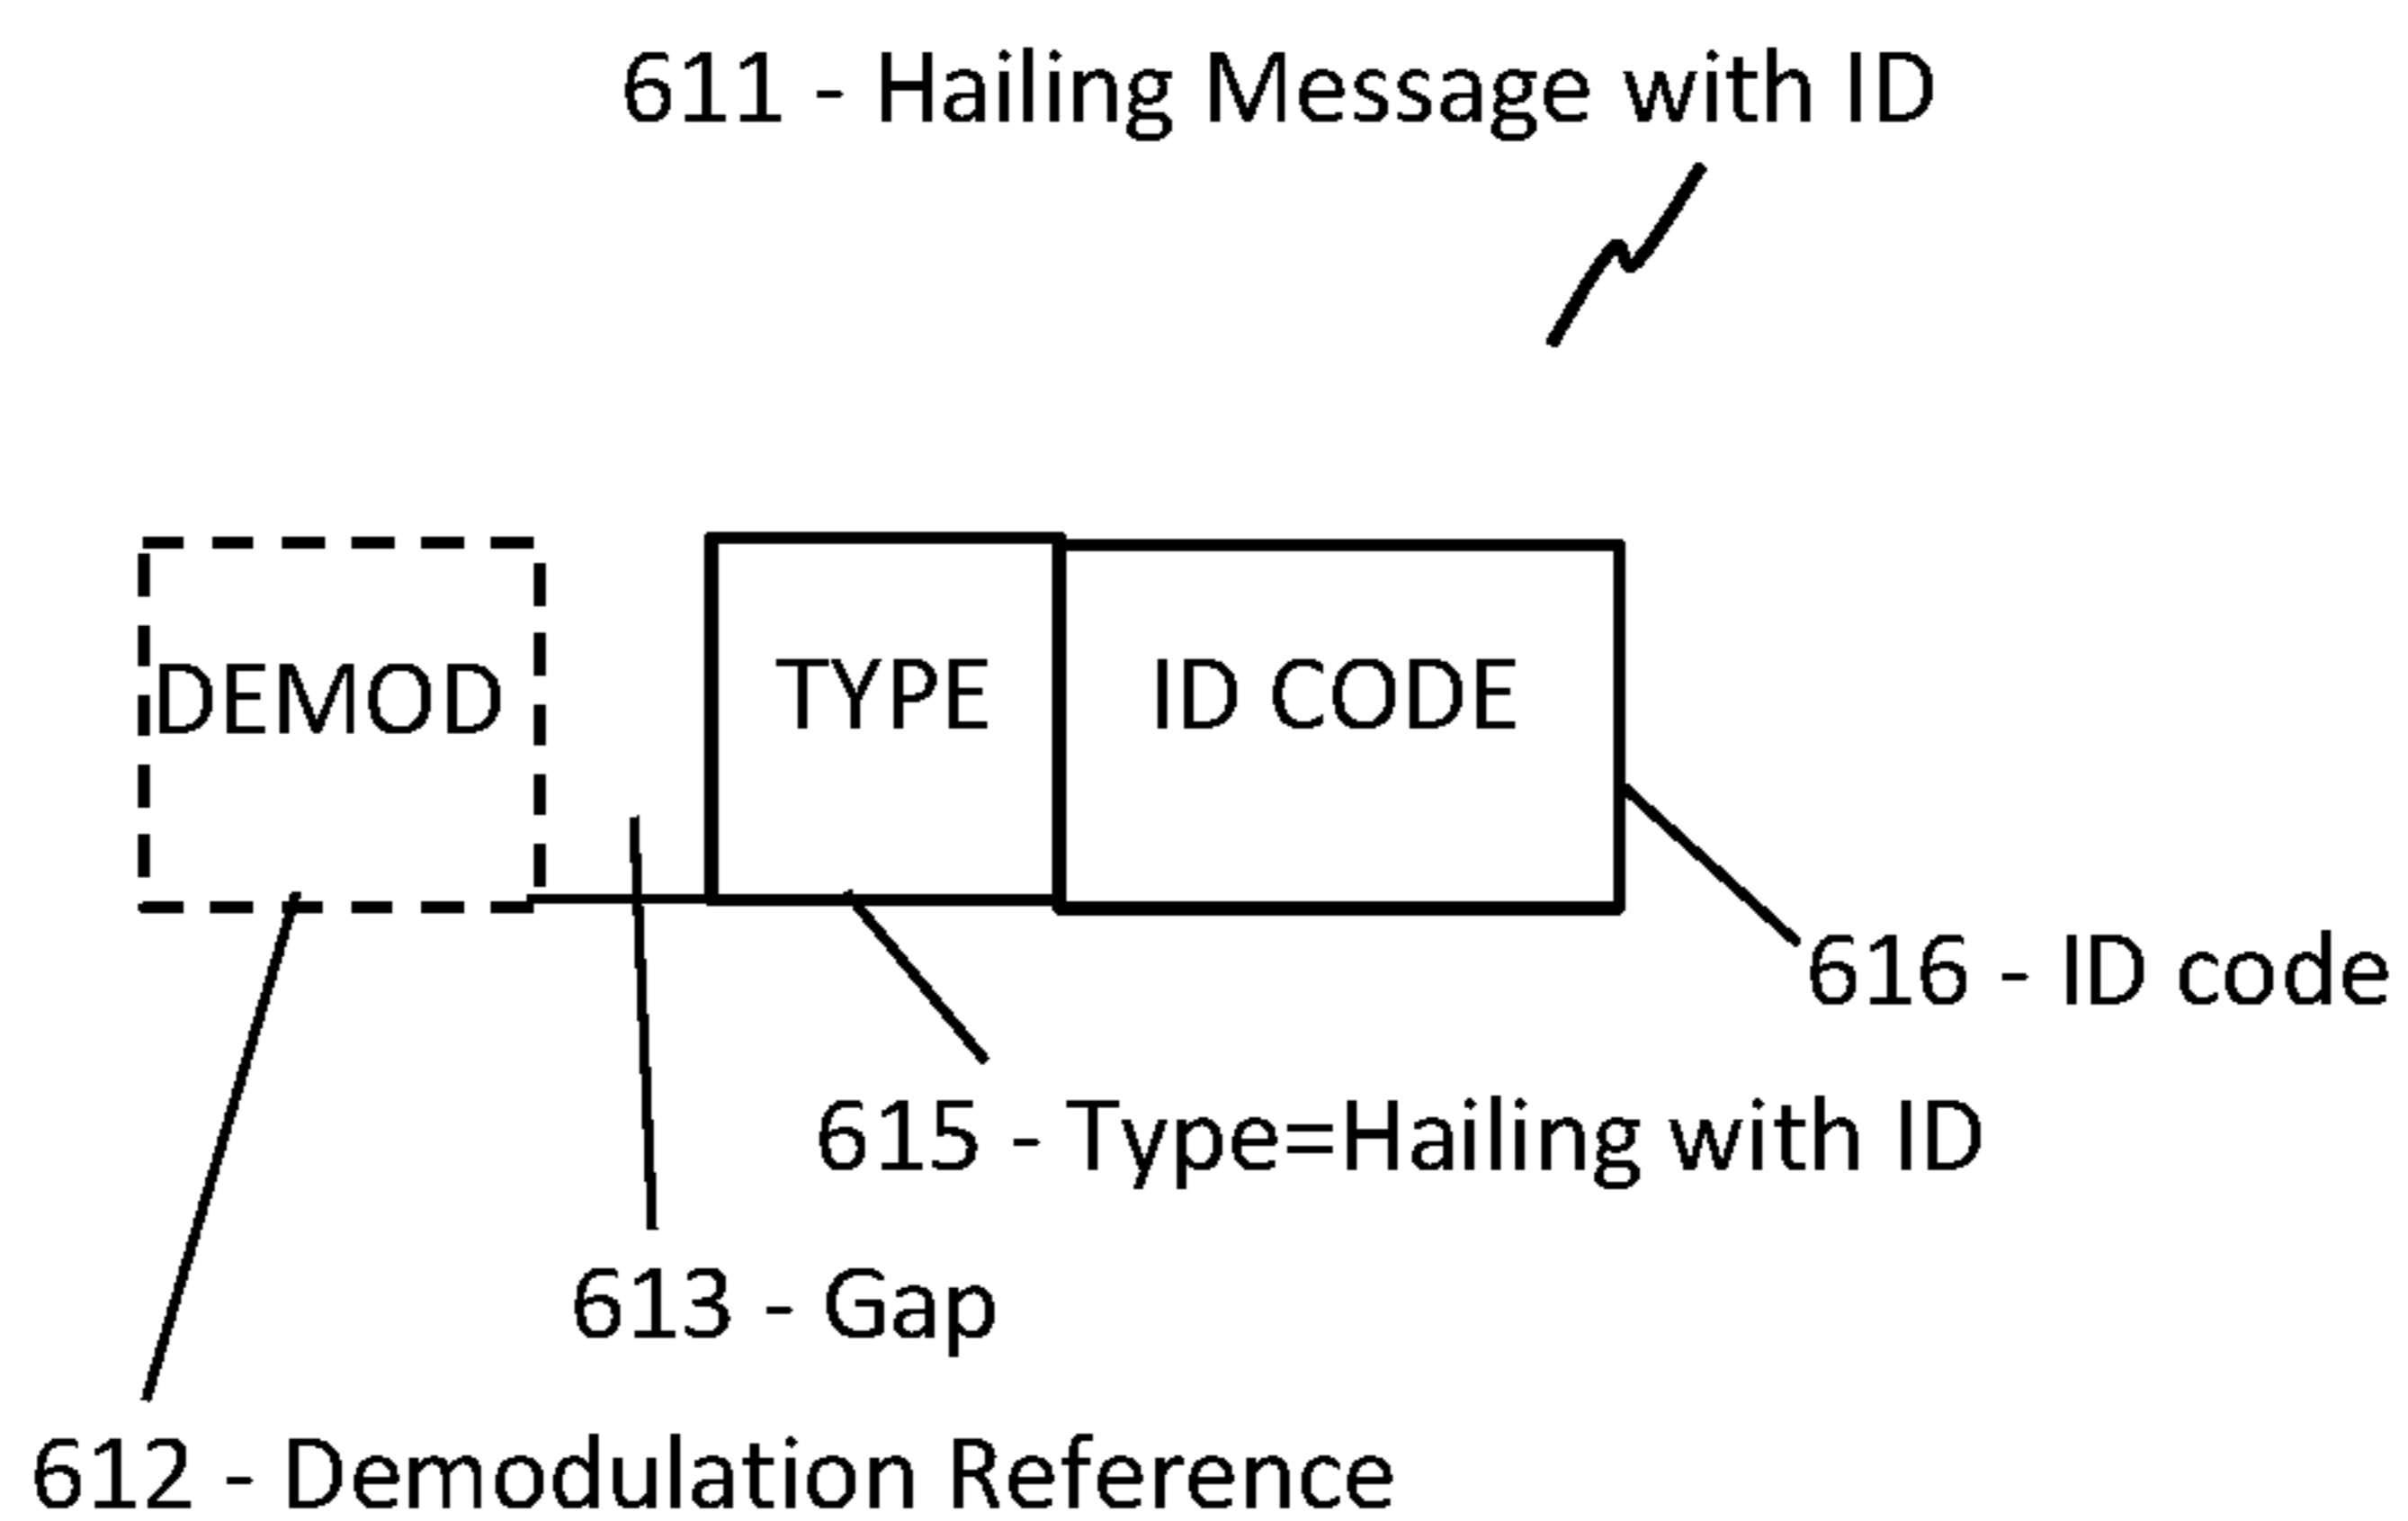 611 - Hailing Message with ID
DEMOD
TYPE
ID CODE
616 - ID code
615 - Type=Hailing with ID
613 - Gap
612 - Demodulation Reference